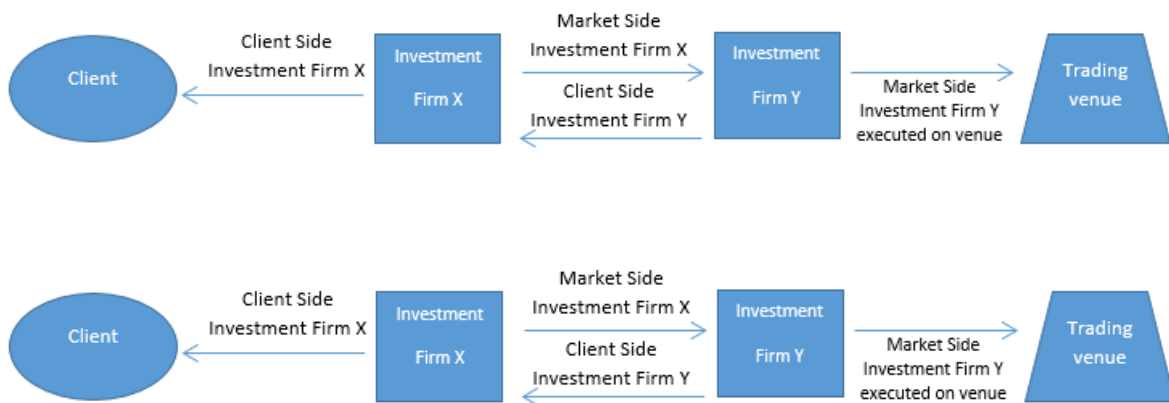 Client
Client Side
Investment Firm X
Investment
Firm X
Market Side
Investment Firm X
Client Side
Investment Firm Y
Investment
Firm Y
Market Side
Investment Firm Y
executed on venue
Trading
venue
Client
Client Side
Investment Firm X
Investment
Firm X
Market Side
Investment Firm X
Client Side
Investment Firm Y
Investment
Firm Y
Market Side
Investment Firm Y
executed on venue
Trading
venue